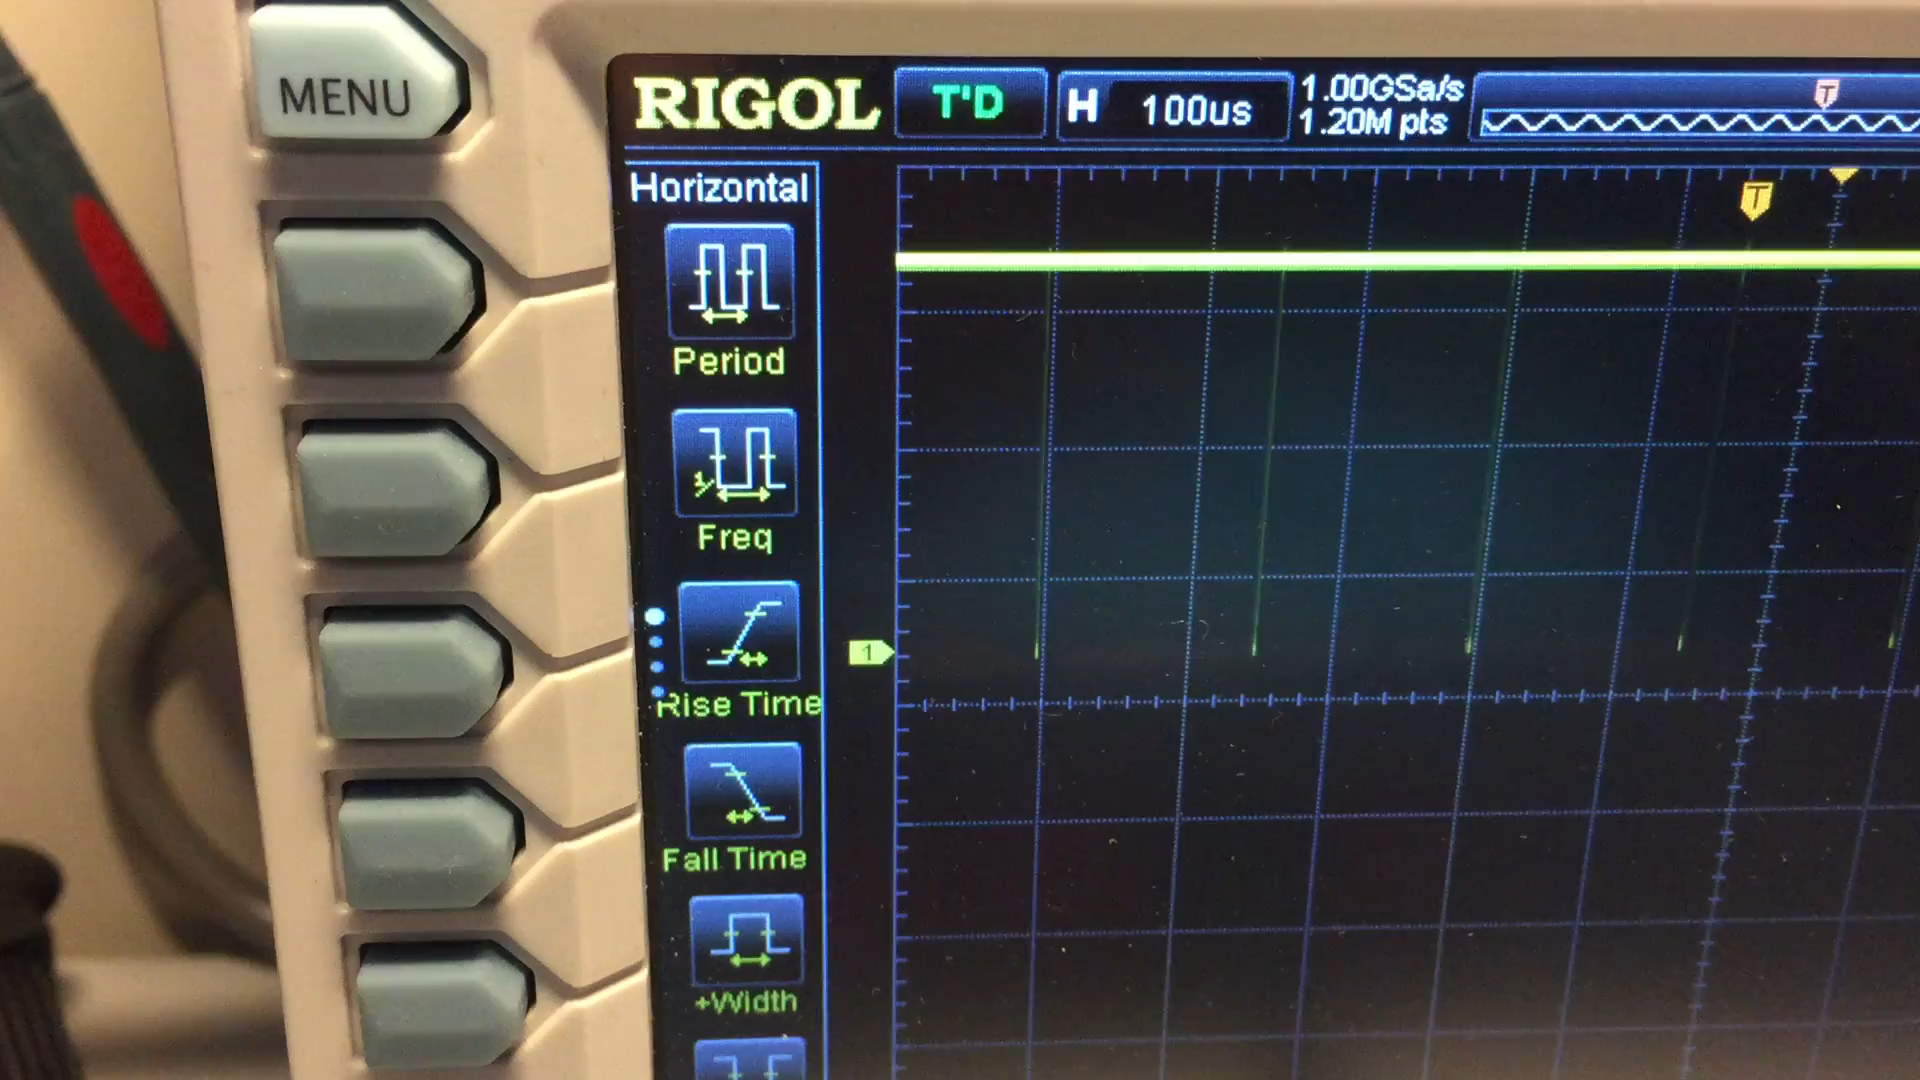 MENU
RIGOL
T'D
H 100us
1.00GSa/s
1.20M pts
T
Horizontal
T
Period
Freq
1
Rise Time
Fall Time
+Width